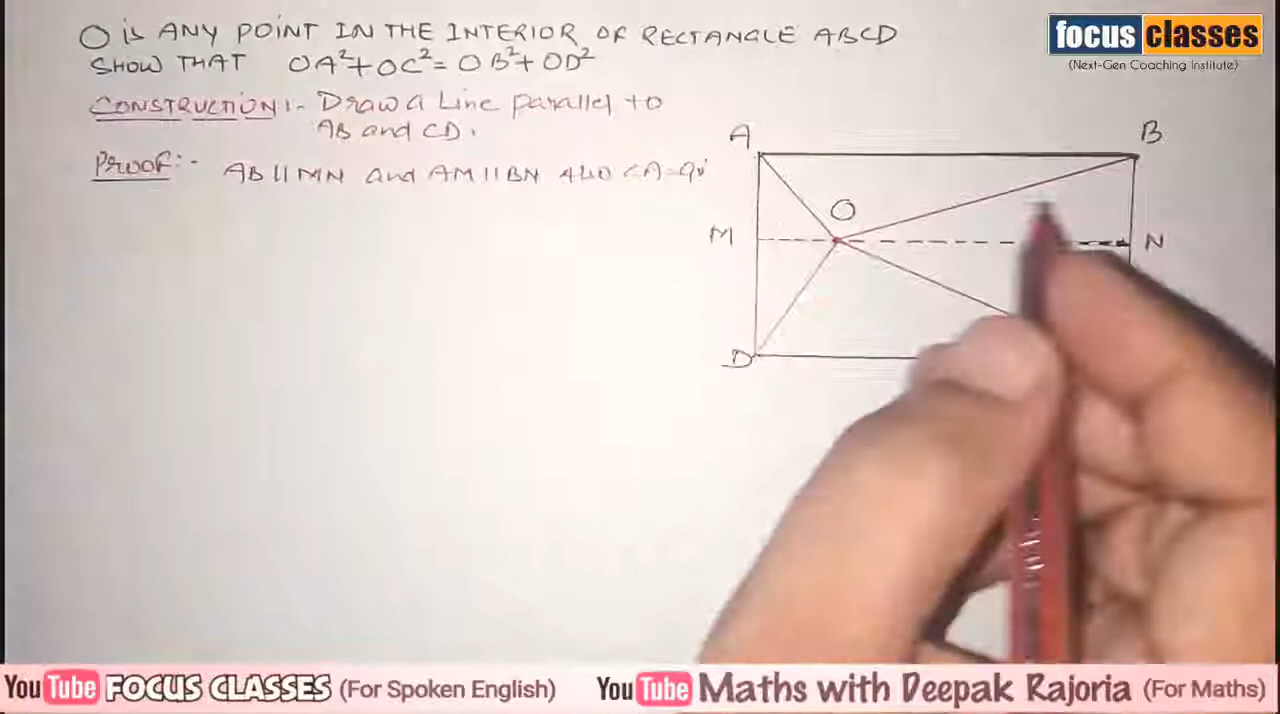 O is ANY POINT IN THE INTERIOR OF RECTANGLE ABCD
SHOW THAT OA²+OC²=OB²+OD²
CONSTRUCTION:- Draw a Line parallel to
AB and CD.
Proof:- AB||MN and AM||BN also <A=90°
A
B
O
M
N
D
focus classes
(Next-Gen Coaching Institute)
YouTube FOCUS CLASSES (For Spoken English) YouTube Maths with Deepak Rajoria (For Maths)